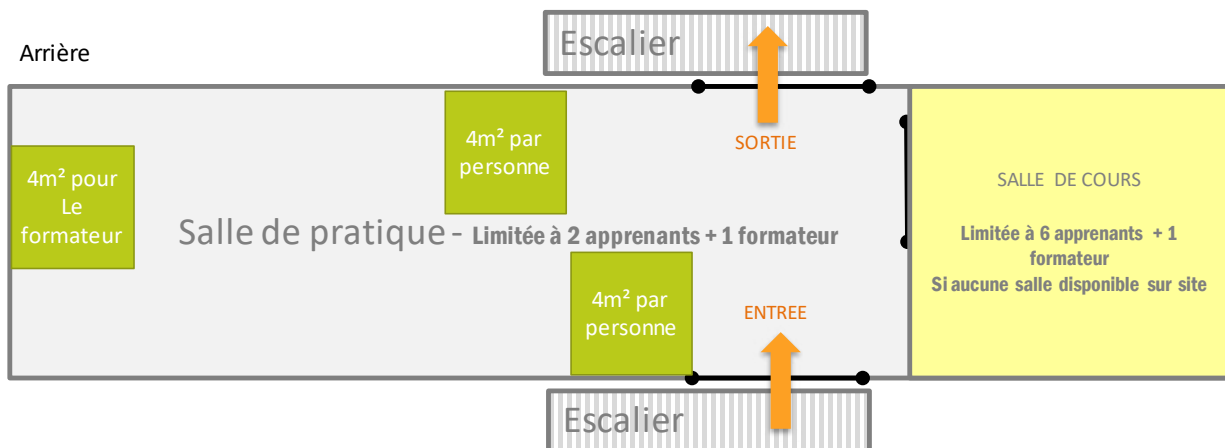 Escalier
Arrière
4m² par
personne
SORTIE
4m² pour
Le
formateur
SALLE DE COURS
Salle de pratique - Limitée à 2 apprenants + 1 formateur
Limitée à 6 apprenants + 1
formateur
Si aucune salle disponible sur site
4m² par
personne
ENTREE
Escalier